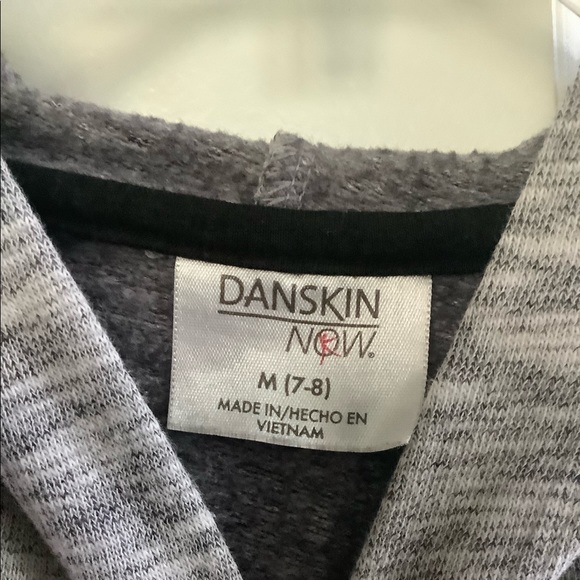 DANSKIN
NOW®
M (7-8)
MADE IN/HECHO EN
VIETNAM